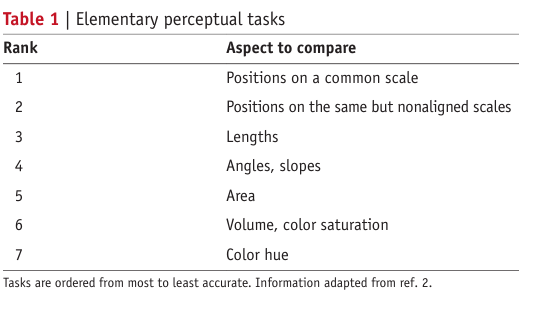 Table 1 | Elementary perceptual tasks
Rank Aspect to compare
1 Positions on a common scale
2 Positions on the same but nonaligned scales
3 Lengths
4 Angles, slopes
5 Area
6 Volume, color saturation
7 Color hue
Tasks are ordered from most to least accurate. Information adapted from ref. 2.